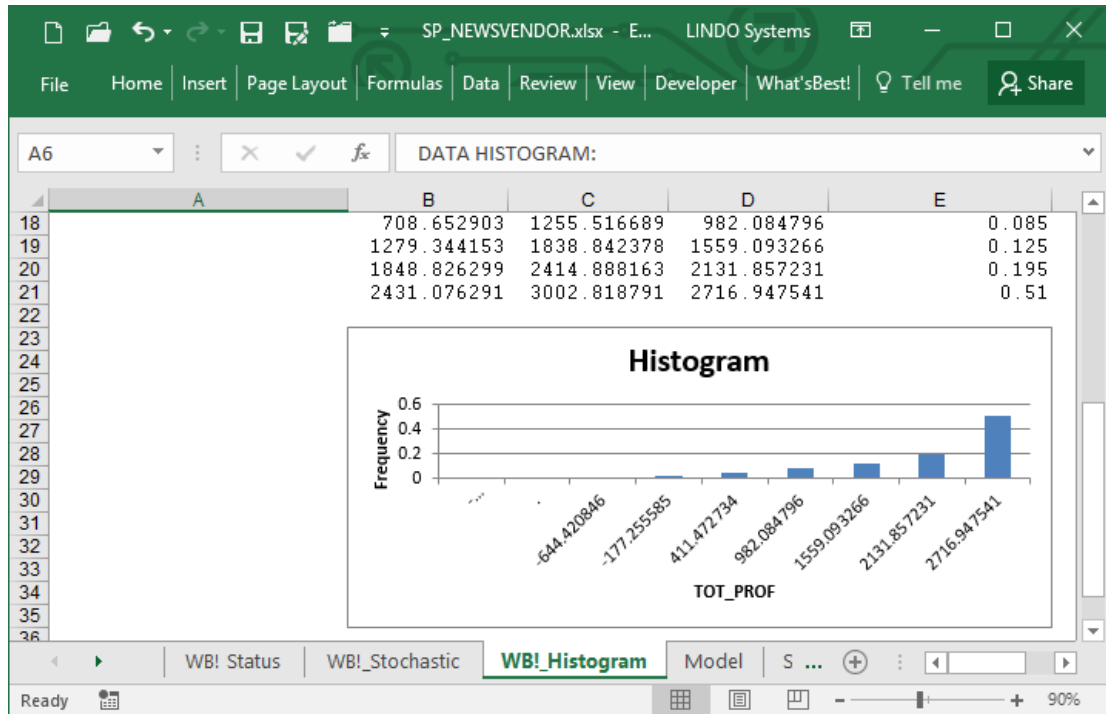 SP_NEWSVENDOR.xlsx - E... LINDO Systems
File Home Insert Page Layout Formulas Data Review View Developer What'sBest! Tell me Share
A6 fx DATA HISTOGRAM:
A B C D E
18 708.652903 1255.516689 982.084796 0.085
19 1279.344153 1838.842378 1559.093266 0.125
20 1848.826299 2414.888163 2131.857231 0.195
21 2431.076291 3002.818791 2716.947541 0.51
22
23
24
25
26
27
28
29
30
31
32
33
34
35
36
Histogram
Frequency
0.6
0.4
0.2
0
-... . -644.420846 -177.255585 411.472734 982.084796 1559.093266 2131.857231 2716.947541
TOT_PROF
WB! Status WB!_Stochastic WB!_Histogram Model S ...
Ready 90%